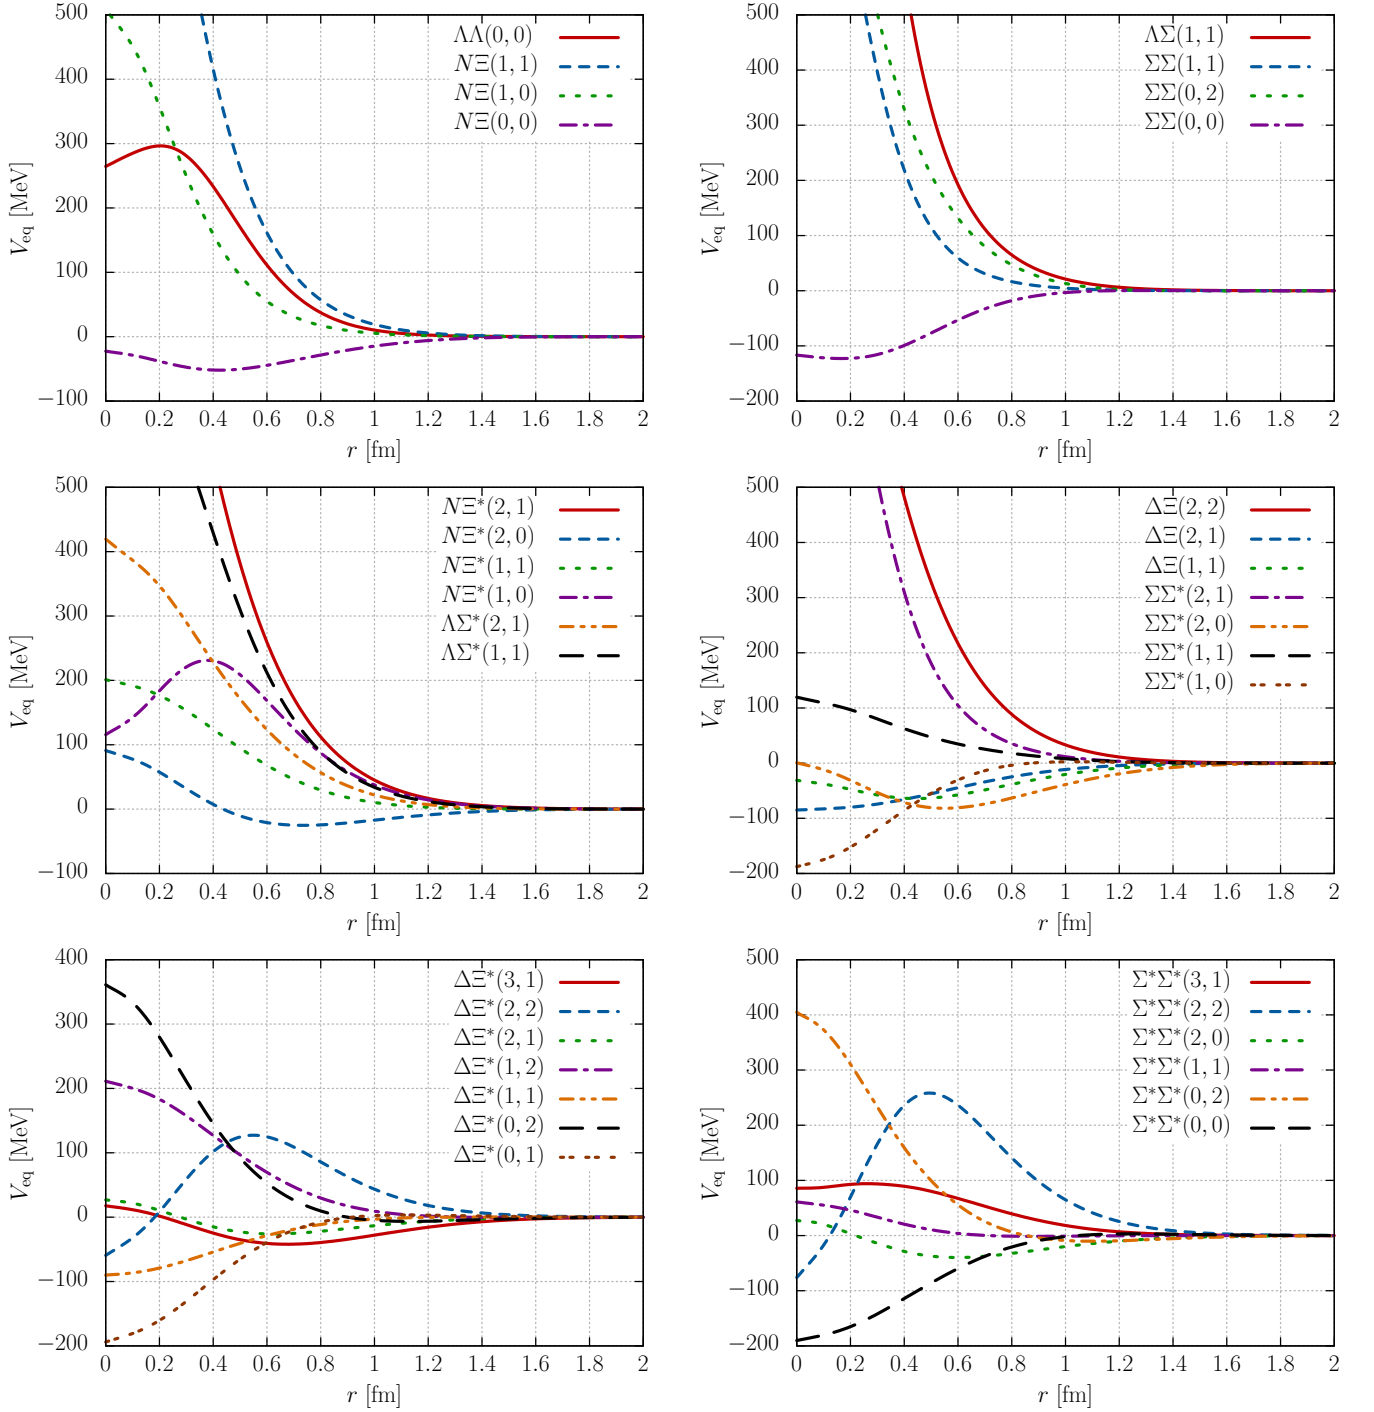 500
400
300
200
100
0
−100
V_eq [MeV]
0 0.2 0.4 0.6 0.8 1 1.2 1.4 1.6 1.8 2
r [fm]
ΛΛ(0, 0)
NΞ(1, 1)
NΞ(1, 0)
NΞ(0, 0)
500
400
300
200
100
0
−100
−200
V_eq [MeV]
0 0.2 0.4 0.6 0.8 1 1.2 1.4 1.6 1.8 2
r [fm]
ΛΣ(1, 1)
ΣΣ(1, 1)
ΣΣ(0, 2)
ΣΣ(0, 0)
500
400
300
200
100
0
−100
V_eq [MeV]
0 0.2 0.4 0.6 0.8 1 1.2 1.4 1.6 1.8 2
r [fm]
NΞ*(2, 1)
NΞ*(2, 0)
NΞ*(1, 1)
NΞ*(1, 0)
ΛΣ*(2, 1)
ΛΣ*(1, 1)
500
400
300
200
100
0
−100
−200
V_eq [MeV]
0 0.2 0.4 0.6 0.8 1 1.2 1.4 1.6 1.8 2
r [fm]
ΔΞ(2, 2)
ΔΞ(2, 1)
ΔΞ(1, 1)
ΣΣ*(2, 1)
ΣΣ*(2, 0)
ΣΣ*(1, 1)
ΣΣ*(1, 0)
400
300
200
100
0
−100
−200
V_eq [MeV]
0 0.2 0.4 0.6 0.8 1 1.2 1.4 1.6 1.8 2
r [fm]
ΔΞ*(3, 1)
ΔΞ*(2, 2)
ΔΞ*(2, 1)
ΔΞ*(1, 2)
ΔΞ*(1, 1)
ΔΞ*(0, 2)
ΔΞ*(0, 1)
500
400
300
200
100
0
−100
−200
V_eq [MeV]
0 0.2 0.4 0.6 0.8 1 1.2 1.4 1.6 1.8 2
r [fm]
Σ*Σ*(3, 1)
Σ*Σ*(2, 2)
Σ*Σ*(2, 0)
Σ*Σ*(1, 1)
Σ*Σ*(0, 2)
Σ*Σ*(0, 0)